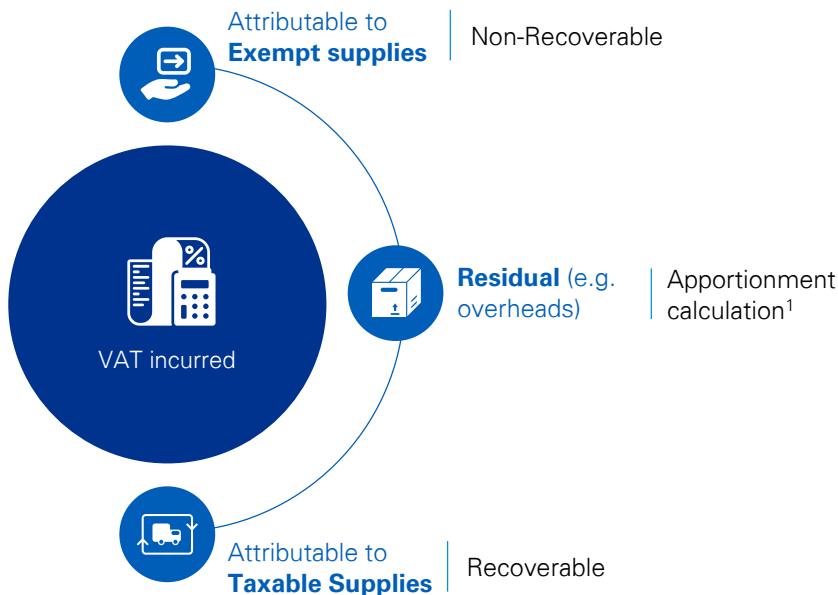 Attributable to
Exempt supplies
Non-Recoverable
VAT incurred
Residual (e.g.
overheads)
Apportionment
calculation¹
Attributable to
Taxable Supplies
Recoverable